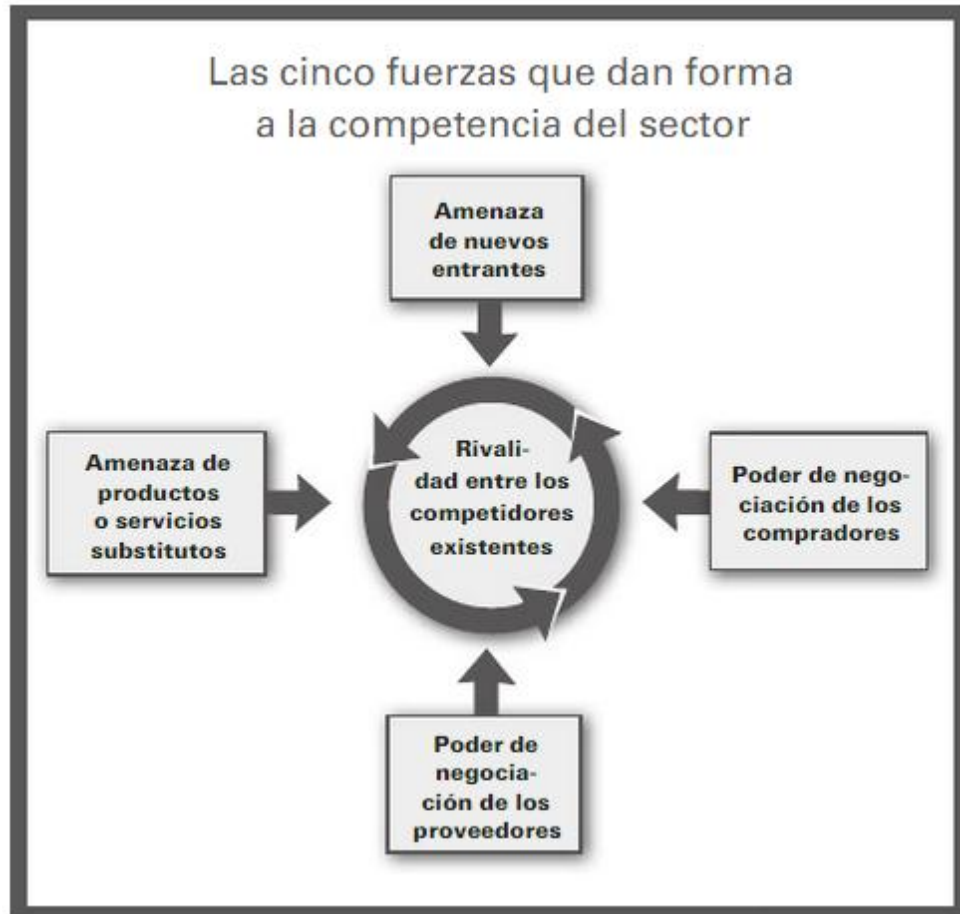 Las cinco fuerzas que dan forma
a la competencia del sector
Amenaza
de nuevos
entrantes
Amenaza de
productos
o servicios
substitutos
Rivali-
dad entre los
competidores
existentes
Poder de nego-
ciación de los
compradores
Poder de
negocia-
ción de los
proveedores